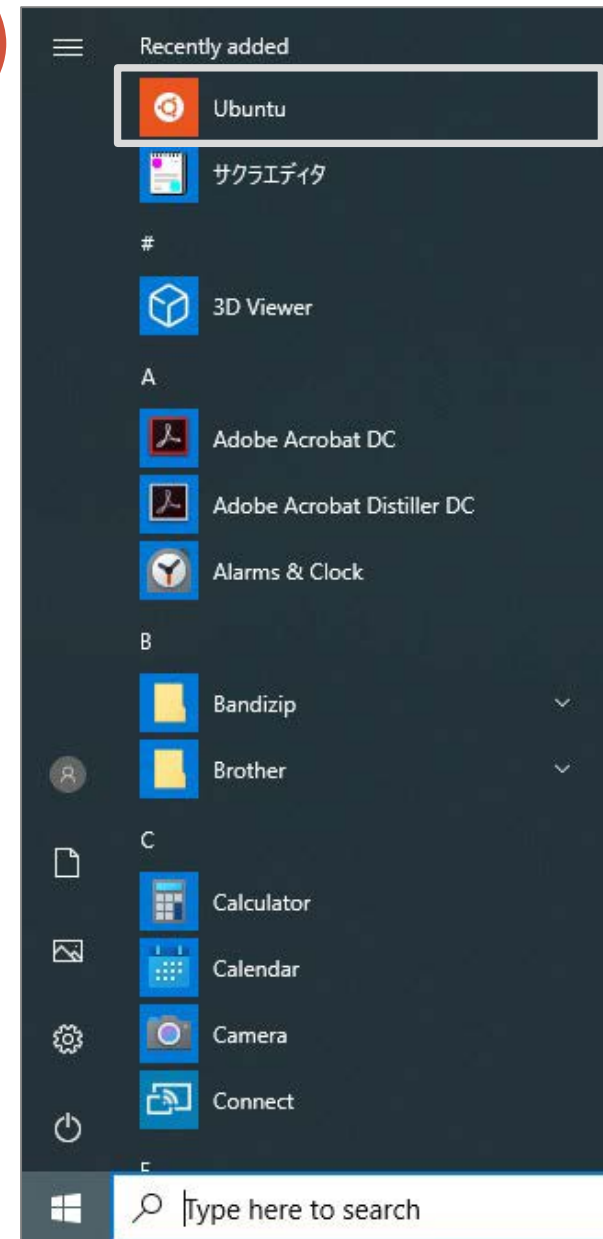 Recently added
Ubuntu
サクラエディタ
#
3D Viewer
A
Adobe Acrobat DC
Adobe Acrobat Distiller DC
Alarms & Clock
B
Bandizip
Brother
C
Calculator
Calendar
Camera
Connect
Type here to search